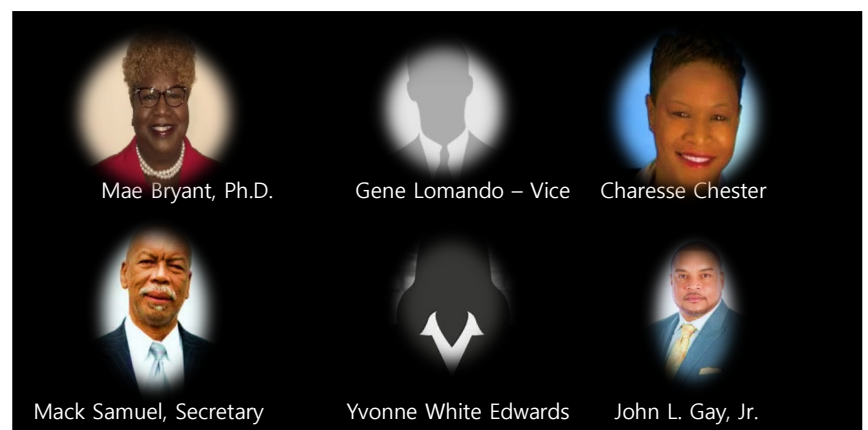 Mae Bryant, Ph.D.
Gene Lomando – Vice
Charesse Chester
Mack Samuel, Secretary
Yvonne White Edwards
John L. Gay, Jr.